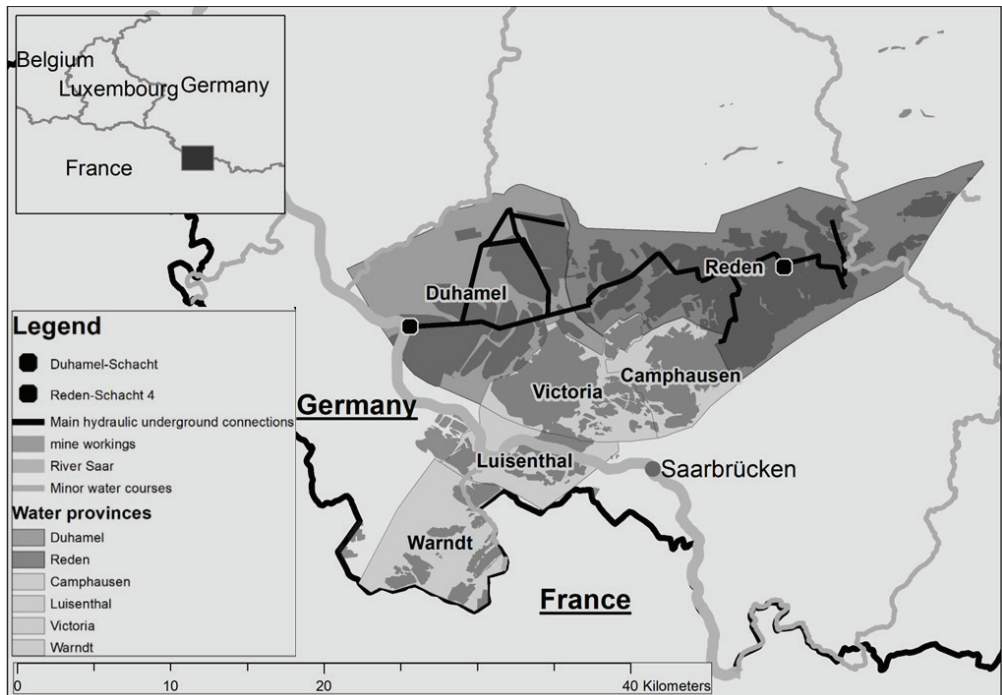 Belgium
Luxembourg
Germany
France
Reden
Duhamel
Camphausen
Victoria
Germany
Luisenthal
Saarbrücken
Warndt
France
Legend
Duhamel-Schacht
Reden-Schacht 4
Main hydraulic underground connections
mine workings
River Saar
Minor water courses
Water provinces
Duhamel
Reden
Camphausen
Luisenthal
Victoria
Warndt
0 10 20 40 Kilometers